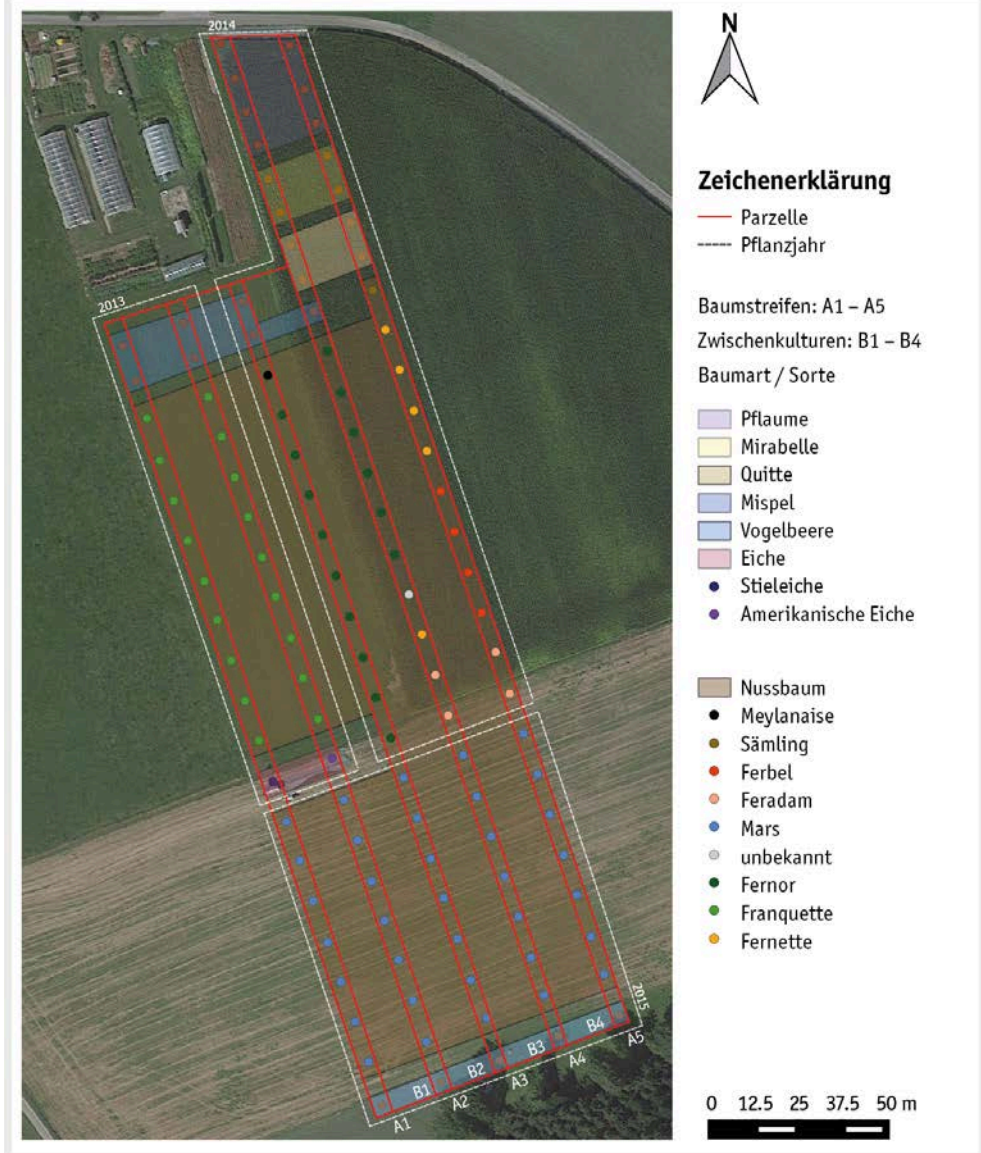 2014
2013
2015
B1
B2
B3
B4
A1
A2
A3
A4
A5
N
Zeichenerklärung
Parzelle
Pflanzjahr
Baumstreifen: A1 – A5
Zwischenkulturen: B1 – B4
Baumart / Sorte
Pflaume
Mirabelle
Quitte
Mispel
Vogelbeere
Eiche
Stieleiche
Amerikanische Eiche
Nussbaum
Meylanaise
Sämling
Ferbel
Feradam
Mars
unbekannt
Fernor
Franquette
Fernette
0 12.5 25 37.5 50 m